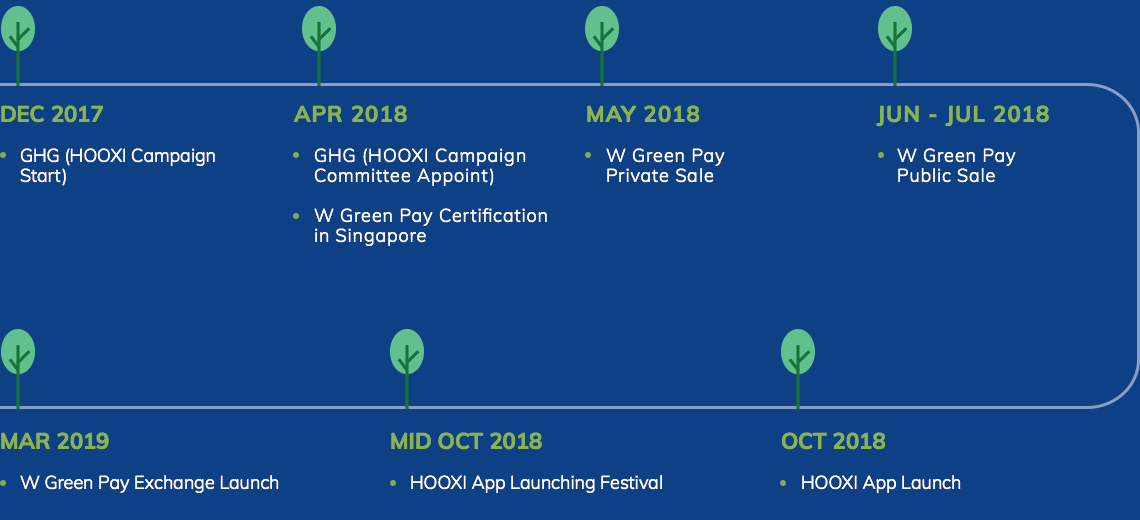 DEC 2017
GHG (HOOXI Campaign
Start)
APR 2018
GHG (HOOXI Campaign
Committee Appoint)
W Green Pay Certification
in Singapore
MAY 2018
W Green Pay
Private Sale
JUN - JUL 2018
W Green Pay
Public Sale
MAR 2019
W Green Pay Exchange Launch
MID OCT 2018
HOOXI App Launching Festival
OCT 2018
HOOXI App Launch